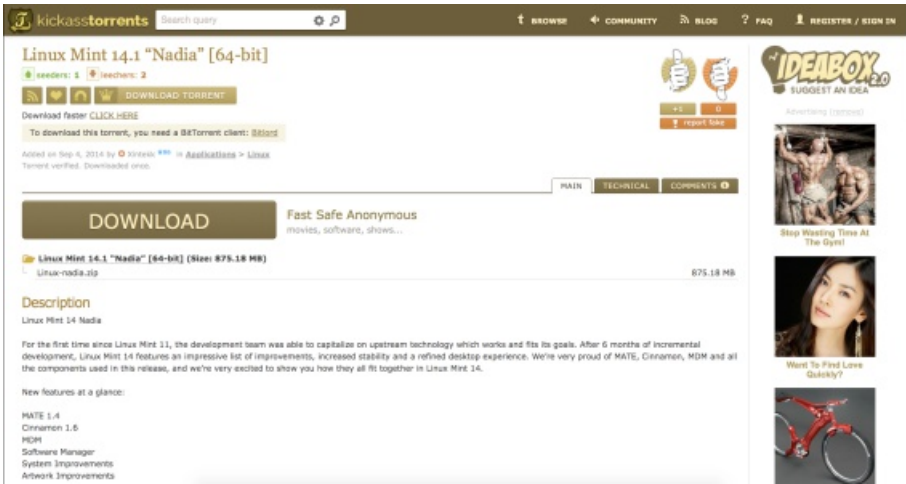 kickasstorrents
Search query
BROWSE
COMMUNITY
BLOG
FAQ
REGISTER / SIGN IN
Linux Mint 14.1 “Nadia” [64-bit]
seeders: 1 leechers: 2
DOWNLOAD TORRENT
Download faster CLICK HERE
To download this torrent, you need a BitTorrent client: Bitlord
Added on Sep 4, 2014 by Xintesk in Applications > Linux
Torrent verified. Downloaded once.
+1 0
report fake
MAIN TECHNICAL COMMENTS
DOWNLOAD
Fast Safe Anonymous
movies, software, shows...
Linux Mint 14.1 "Nadia" [64-bit] (Size: 875.18 MB)
Linux-nadia.zip 875.18 MB
Description
Linux Mint 14 Nadia
For the first time since Linux Mint 11, the development team was able to capitalize on upstream technology which works and fits its goals. After 6 months of incremental
development, Linux Mint 14 features an impressive list of improvements, increased stability and a refined desktop experience. We're very proud of MATE, Cinnamon, MDM and all
the components used in this release, and we're very excited to show you how they all fit together in Linux Mint 14.
New features at a glance:
MATE 1.4
Cinnamon 1.6
MDM
Software Manager
System Improvements
Artwork Improvements
IDEABOX 2.0
SUGGEST AN IDEA
Advertising (remove)
Stop Wasting Time At
The Gym!
Want To Find Love
Quickly?